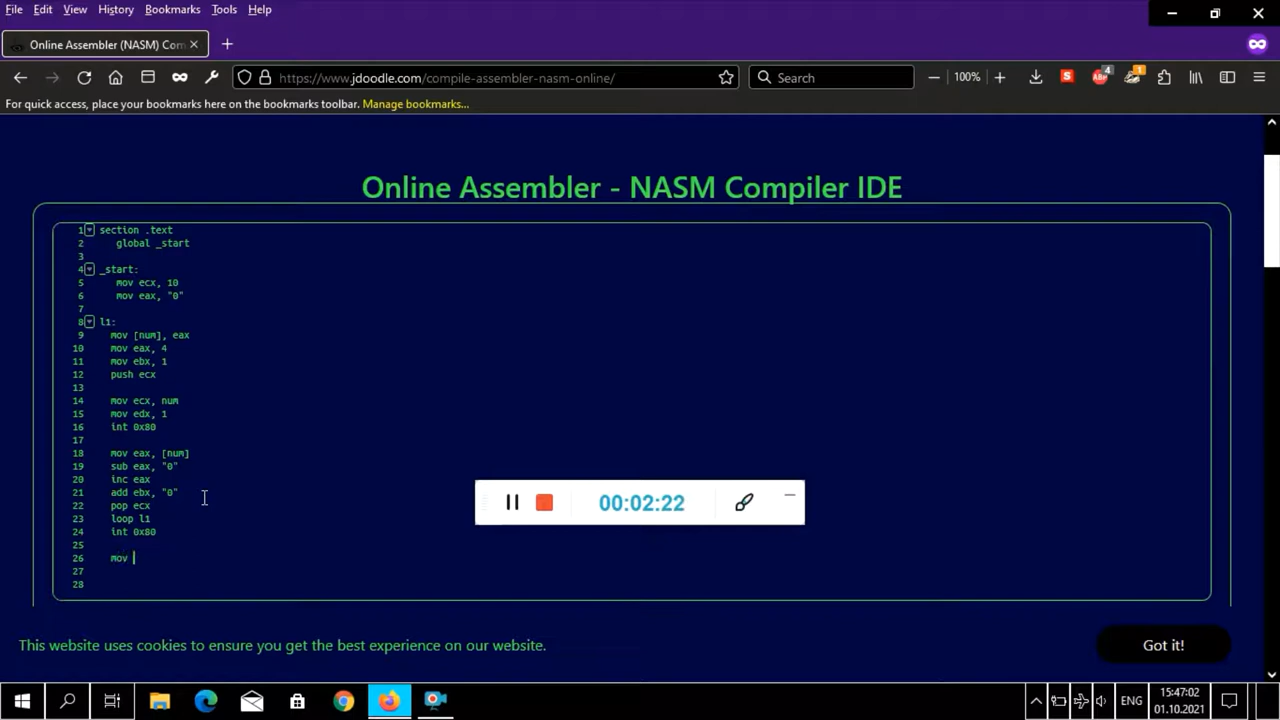 File Edit View History Bookmarks Tools Help
Online Assembler (NASM) Com
https://www.jdoodle.com/compile-assembler-nasm-online/
100%
Search
S
4
1
For quick access, place your bookmarks here on the bookmarks toolbar. Manage bookmarks...
Online Assembler - NASM Compiler IDE
1 section .text
2 global _start
3
4 _start:
5 mov ecx, 10
6 mov eax, "0"
7
8 l1:
9 mov [num], eax
10 mov eax, 4
11 mov ebx, 1
12 push ecx
13
14 mov ecx, num
15 mov edx, 1
16 int 0x80
17
18 mov eax, [num]
19 sub eax, "0"
20 inc eax
21 add ebx, "0"
22 pop ecx
23 loop l1
24 int 0x80
25
26 mov
27
28
00:02:22
This website uses cookies to ensure you get the best experience on our website.
Got it!
ENG
15:47:02
01.10.2021